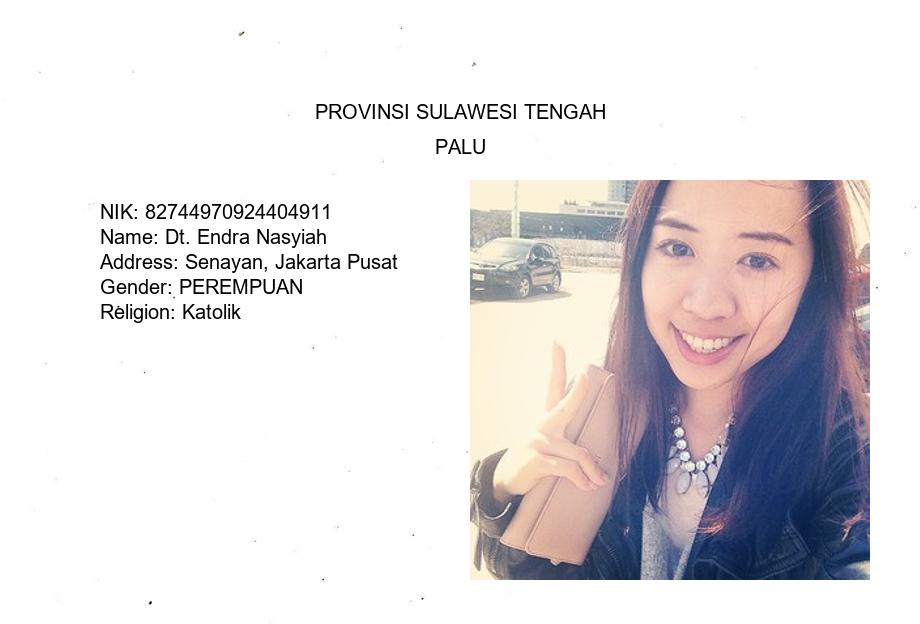 PROVINSI SULAWESI TENGAH
PALU
NIK: 82744970924404911
Name: Dt. Endra Nasyiah
Address: Senayan, Jakarta Pusat
Gender: PEREMPUAN
Religion: Katolik